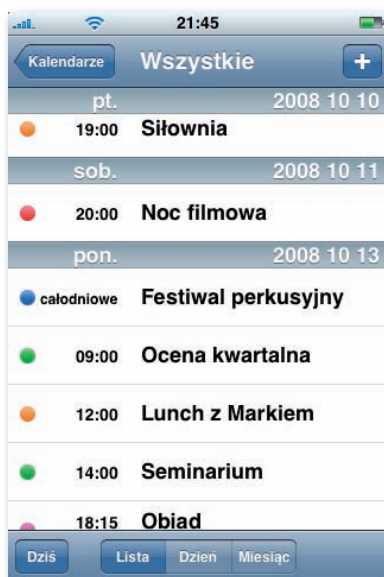 21:45
Kalendarze Wszystkie +
pt. 2008 10 10
19:00 Siłownia
sob. 2008 10 11
20:00 Noc filmowa
pon. 2008 10 13
całodniowe Festiwal perkusyjny
09:00 Ocena kwartalna
12:00 Lunch z Markiem
14:00 Seminarium
18:15 Obiad
Dziś Lista Dzień Miesiąc